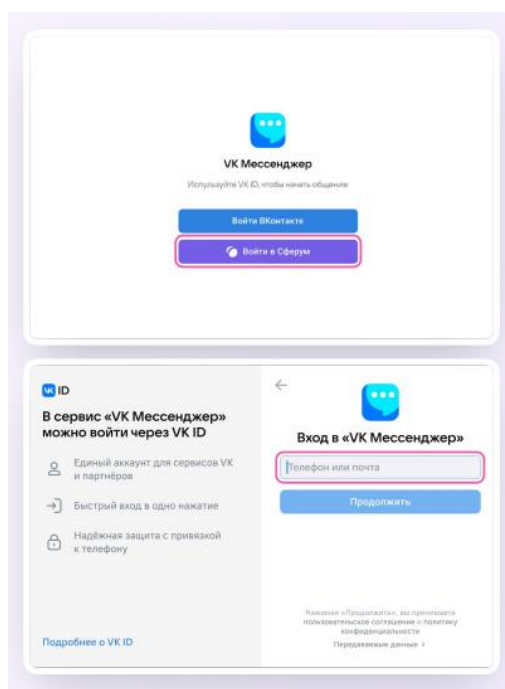 VK Мессенджер
Используйте VK ID, чтобы начать общение
Войти ВКонтакте
Войти в Сферум
VK ID
В сервис «VK Мессенджер»
можно войти через VK ID
Единый аккаунт для сервисов VK
и партнёров
Быстрый вход в одно нажатие
Надёжная защита с привязкой
к телефону
Подробнее о VK ID
Вход в «VK Мессенджер»
Телефон или почта
Продолжить
Нажимая «Продолжить», вы принимаете
пользовательское соглашение и политику
конфиденциальности
Передаваемые данные